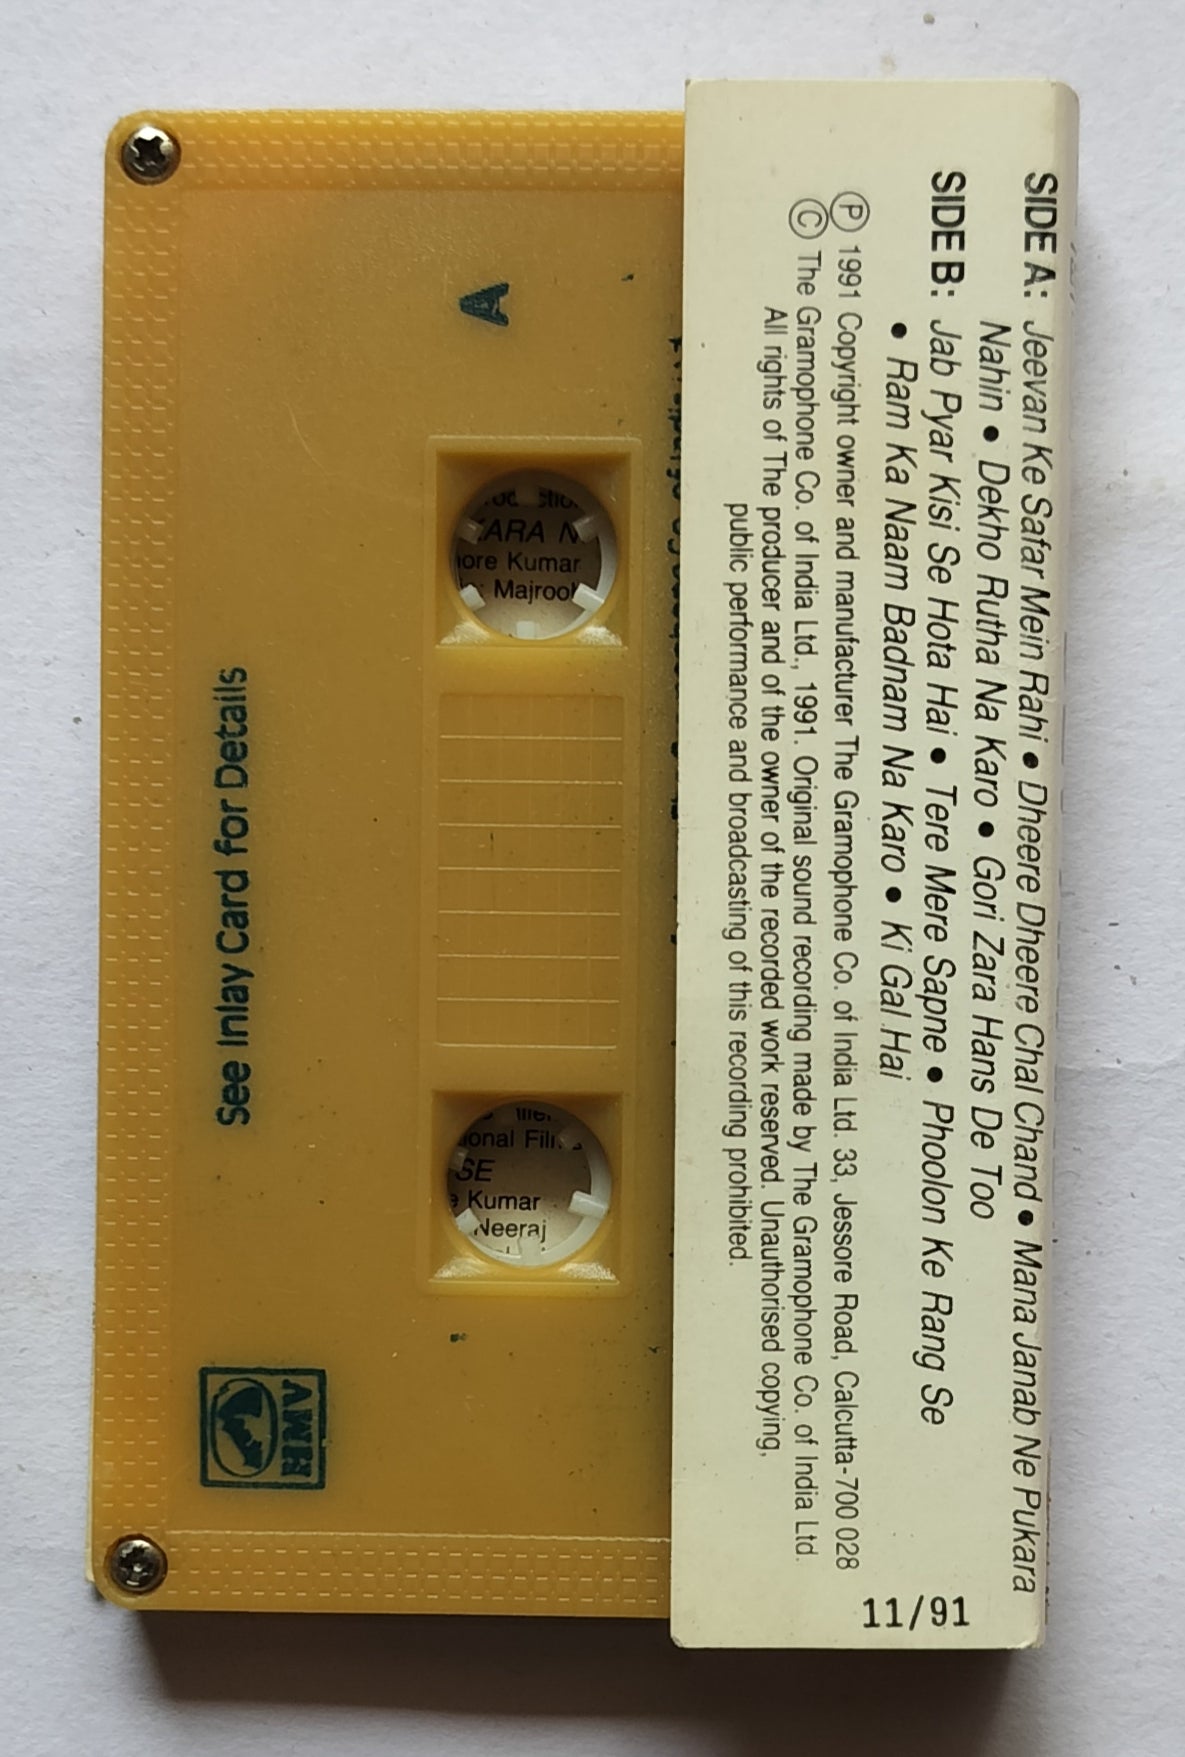 SIDE A: Jeevan Ke Safar Mein Rahi • Dheere Dheere Chal Chand • Mana Janab Ne Pukara
Nahin • Dekho Rutha Na Karo • Gori Zara Hans De Too
SIDE B: Jab Pyar Kisi Se Hota Hai • Tere Mere Sapne • Phoolon Ke Rang Se
• Ram Ka Naam Badnam Na Karo • Ki Gal Hai
Ⓟ 1991 Copyright owner and manufacturer The Gramophone Co. of India Ltd. 33, Jessore Road, Calcutta-700 028
Ⓒ The Gramophone Co. of India Ltd., 1991. Original sound recording made by The Gramophone Co. of India Ltd.
All rights of The producer and of the owner of the recorded work reserved. Unauthorised copying,
public performance and broadcasting of this recording prohibited.
11/91
A
KARA N
Kumar
Majrooh
SE
Kumar
Neeraj
See Inlay Card for Details
HMV